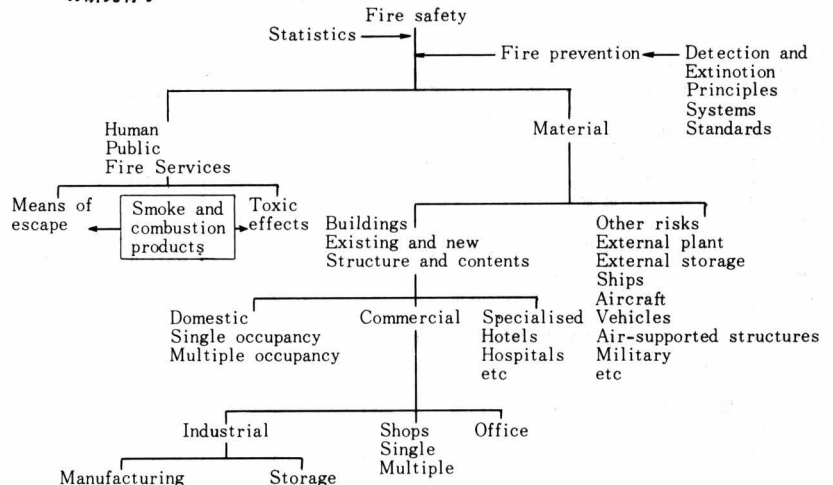 Fire safety
Statistics
Fire prevention
Detection and
Extinotion
Principles
Systems
Standards
Human
Public
Fire Services
Material
Means of
escape
Smoke and
combustion
products
Toxic
effects
Buildings
Existing and new
Structure and contents
Other risks
External plant
External storage
Ships
Aircraft
Vehicles
Air-supported structures
Military
etc
Domestic
Single occupancy
Multiple occupancy
Commercial
Specialised
Hotels
Hospitals
etc
Industrial
Shops
Single
Multiple
Office
Manufacturing
Storage